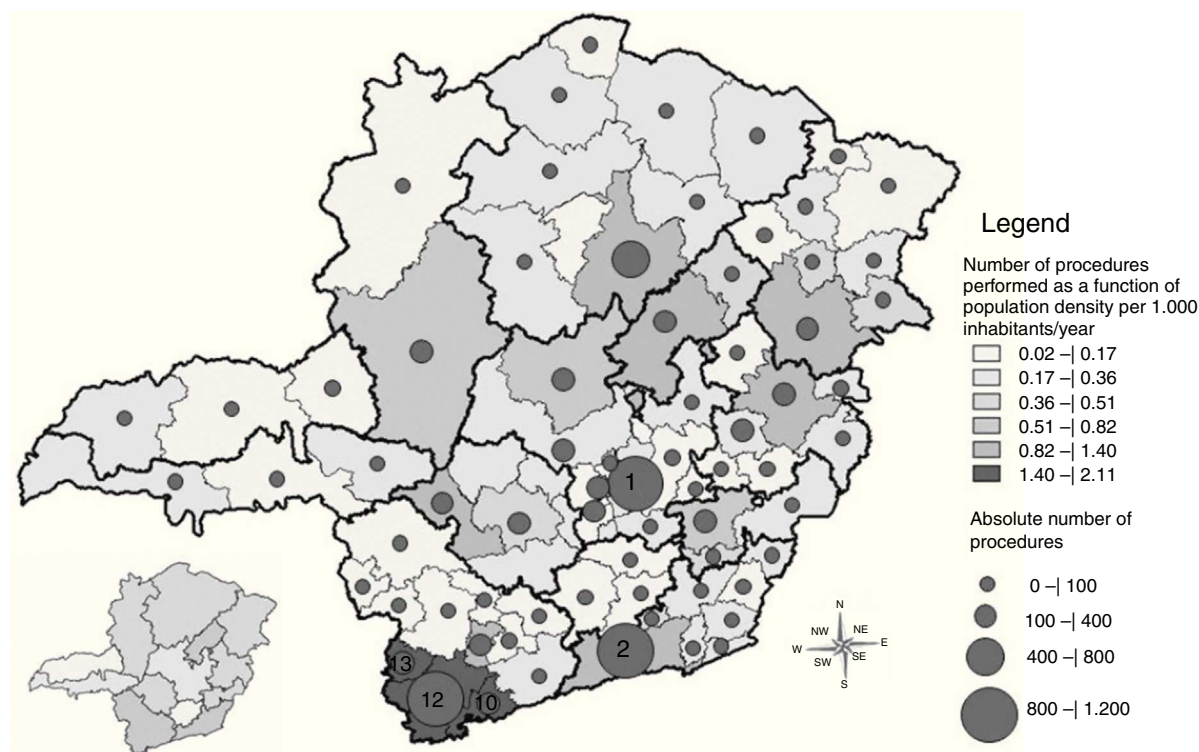 Legend
Number of procedures
performed as a function of
population density per 1.000
inhabitants/year
0.02 –| 0.17
0.17 –| 0.36
0.36 –| 0.51
0.51 –| 0.82
0.82 –| 1.40
1.40 –| 2.11
Absolute number of
procedures
0 –| 100
100 –| 400
400 –| 800
800 –| 1.200
1
2
13
12
10
N
NW NE
W E
SW SE
S